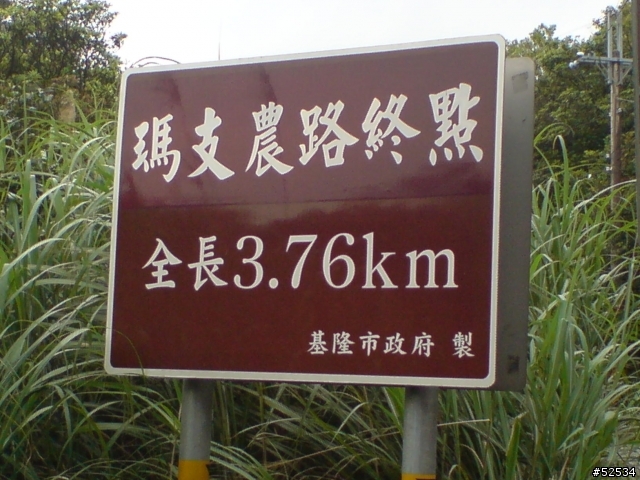 瑪支農路終點
全長3.76km
基隆市政府 製
#52534